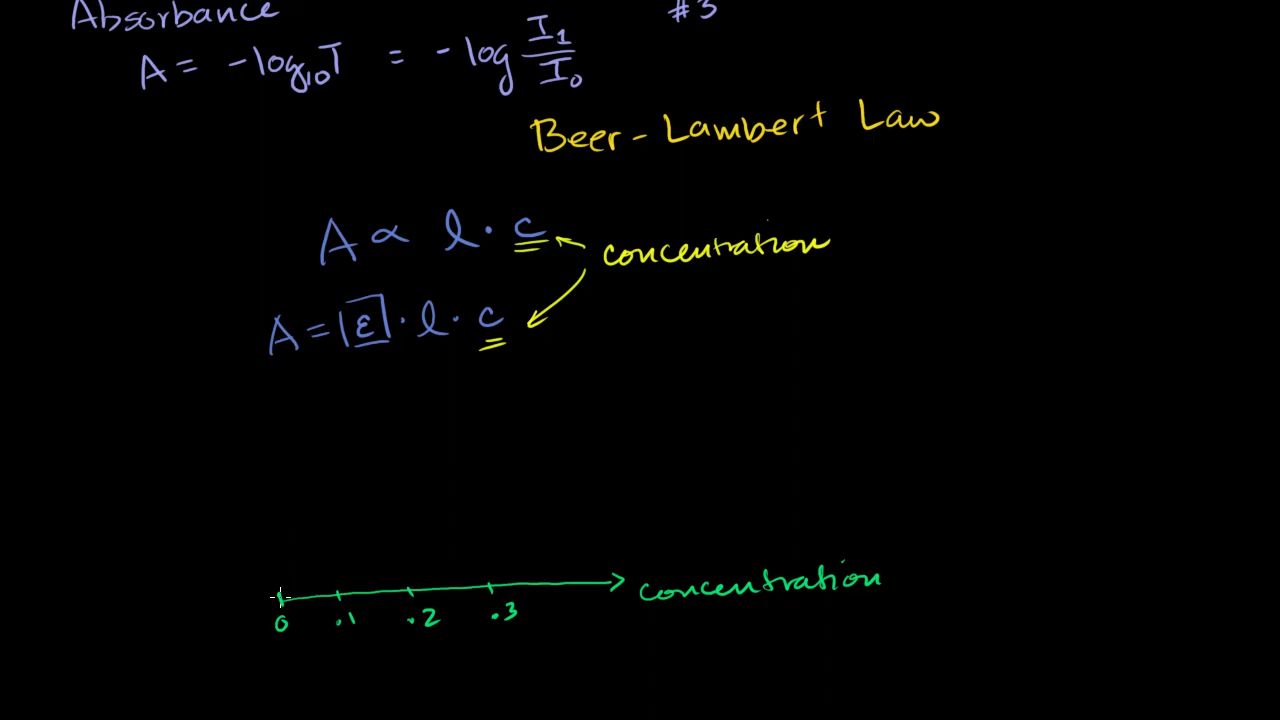 Absorbance #3
A = -log₁₀T = -log I₁/I₀
Beer-Lambert Law
A ∝ l · c concentration
A = |ε| · l · c
concentration
0 .1 .2 .3